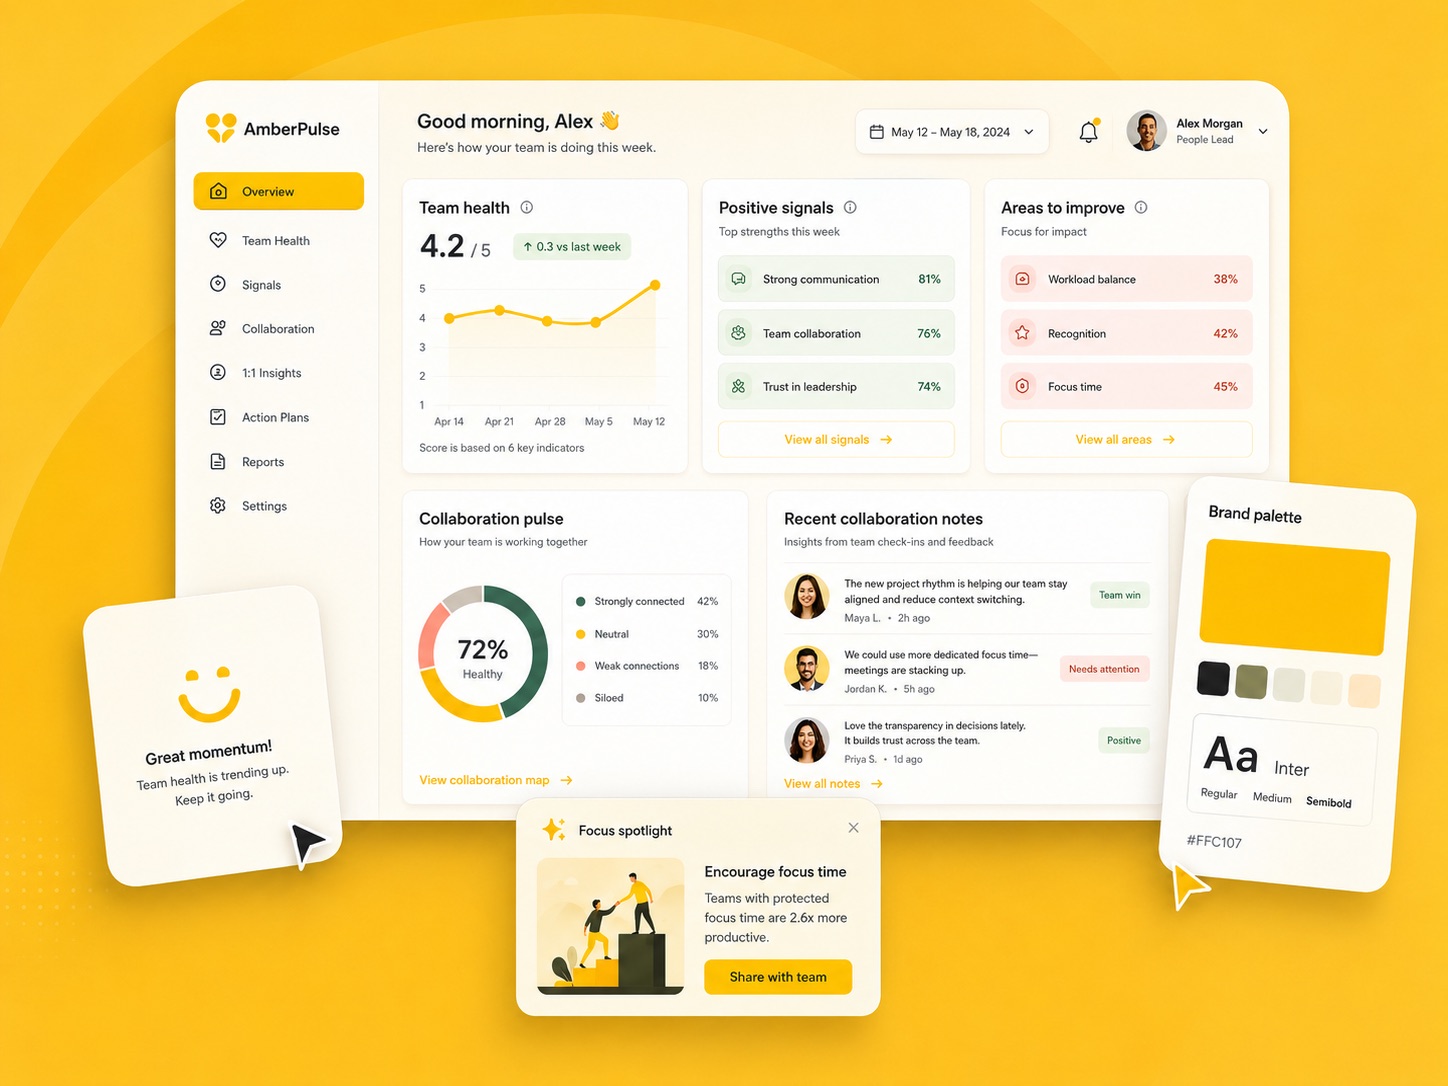 AmberPulse
Overview
Team Health
Signals
Collaboration
1:1 Insights
Action Plans
Reports
Settings
Good morning, Alex 👋
Here's how your team is doing this week.
May 12 – May 18, 2024
Alex Morgan
People Lead
Team health
4.2 / 5
↑ 0.3 vs last week
5
4
3
2
1
Apr 14 Apr 21 Apr 28 May 5 May 12
Score is based on 6 key indicators
Positive signals
Top strengths this week
Strong communication 81%
Team collaboration 76%
Trust in leadership 74%
View all signals →
Areas to improve
Focus for impact
Workload balance 38%
Recognition 42%
Focus time 45%
View all areas →
Collaboration pulse
How your team is working together
72%
Healthy
Strongly connected 42%
Neutral 30%
Weak connections 18%
Siloed 10%
View collaboration map →
Recent collaboration notes
Insights from team check-ins and feedback
The new project rhythm is helping our team stay
aligned and reduce context switching.
Maya L. • 2h ago
Team win
We could use more dedicated focus time—
meetings are stacking up.
Jordan K. • 5h ago
Needs attention
Love the transparency in decisions lately.
It builds trust across the team.
Priya S. • 1d ago
Positive
View all notes →
Great momentum!
Team health is trending up.
Keep it going.
Focus spotlight
Encourage focus time
Teams with protected
focus time are 2.6x more
productive.
Share with team
Brand palette
Aa Inter
Regular Medium Semibold
#FFC107